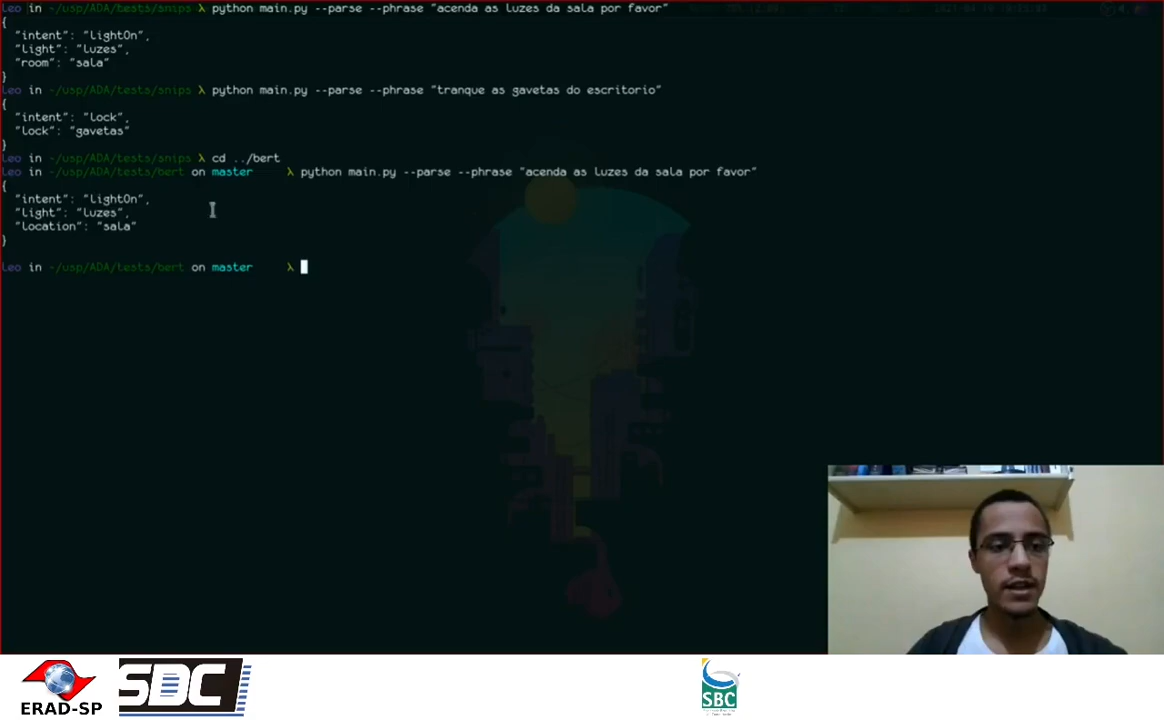 leo in ~/usp/ADA/tests/snips λ python main.py --parse --phrase "acenda as luzes da sala por favor"
{
"intent": "lightOn",
"light": "luzes",
"room": "sala"
}
leo in ~/usp/ADA/tests/snips λ python main.py --parse --phrase "tranque as gavetas do escritorio"
{
"intent": "lock",
"lock": "gavetas"
}
leo in ~/usp/ADA/tests/snips λ cd ../bert
leo in ~/usp/ADA/tests/bert on master λ python main.py --parse --phrase "acenda as luzes da sala por favor"
{
"intent": "lightOn",
"light": "luzes",
"location": "sala"
}
leo in ~/usp/ADA/tests/bert on master λ
ERAD-SP
SDC
SBC